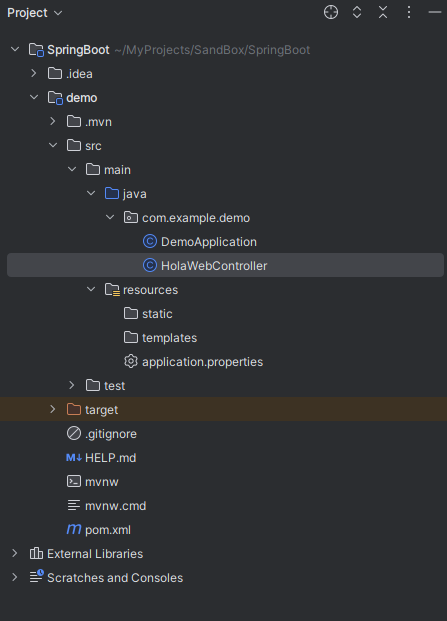 Project
SpringBoot ~/MyProjects/SandBox/SpringBoot
.idea
demo
.mvn
src
main
java
com.example.demo
DemoApplication
HolaWebController
resources
static
templates
application.properties
test
target
.gitignore
M↓ HELP.md
mvnw
mvnw.cmd
m pom.xml
External Libraries
Scratches and Consoles